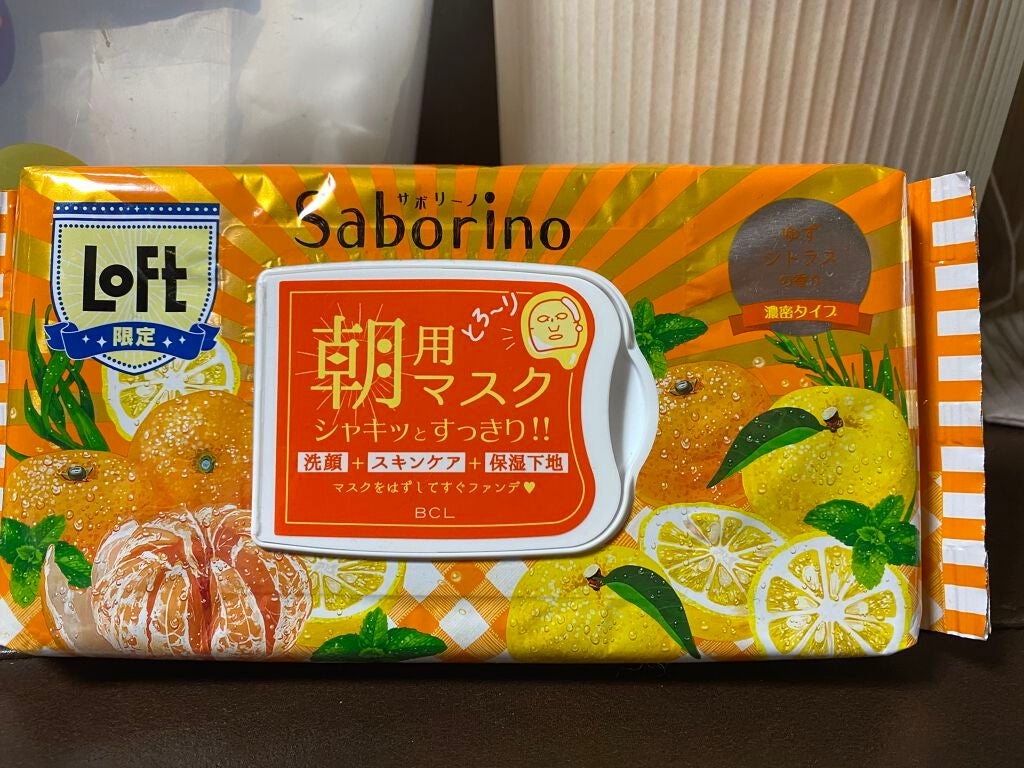 サボリーノ
Saborino
LOFT
限定
ゆず
シトラス
の香り
濃密タイプ
とろ〜り
朝用
マスク
シャキッとすっきり!!
洗顔+スキンケア+保湿下地
マスクをはずしてすぐファンデ♥
BCL